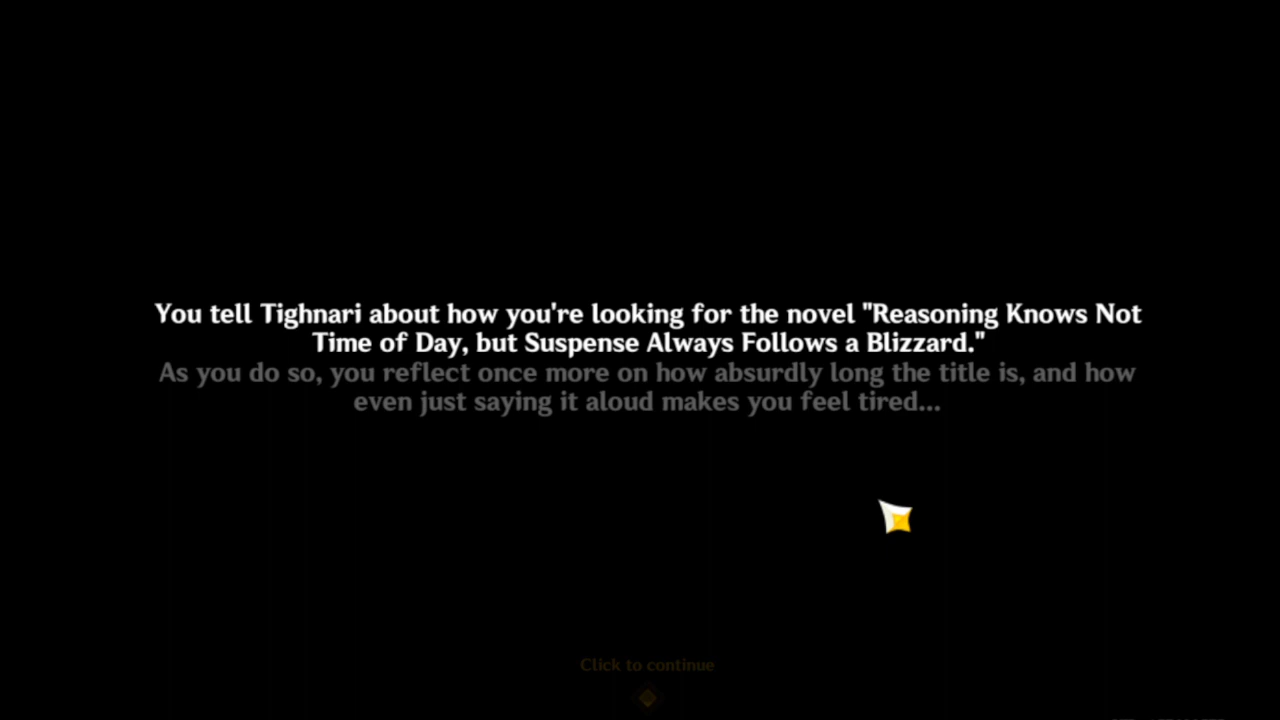 You tell Tighnari about how you're looking for the novel "Reasoning Knows Not
Time of Day, but Suspense Always Follows a Blizzard."
As you do so, you reflect once more on how absurdly long the title is, and how
even just saying it aloud makes you feel tired...
Click to continue